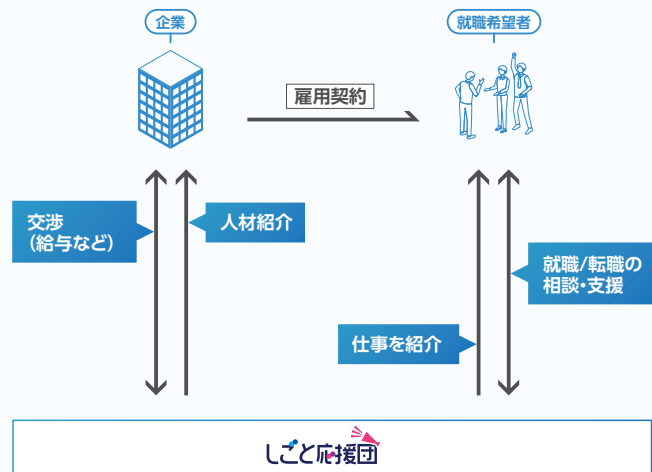 企業
就職希望者
雇用契約
交渉
(給与など)
人材紹介
就職/転職の
相談・支援
仕事を紹介
しごと応援団